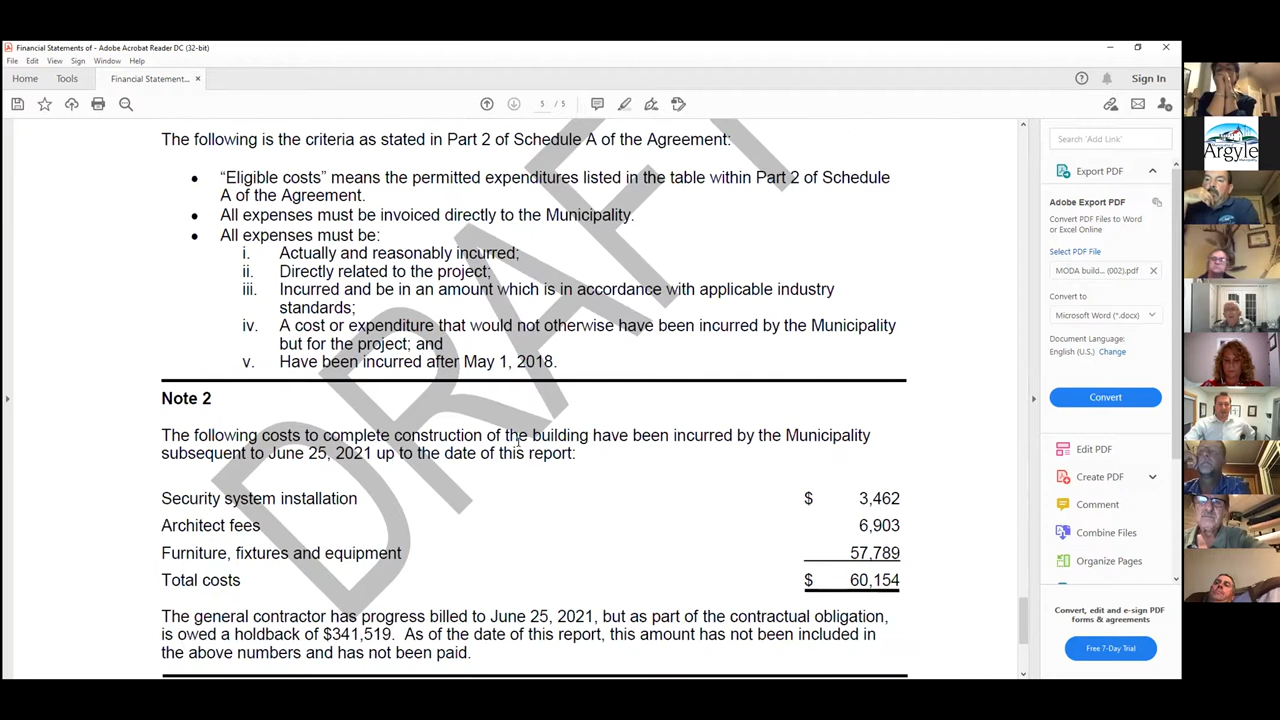 Financial Statements of - Adobe Acrobat Reader DC (32-bit)
File Edit View Sign Window Help
Home Tools Financial Statement... × Sign In
5 / 5
The following is the criteria as stated in Part 2 of Schedule A of the Agreement:
• “Eligible costs” means the permitted expenditures listed in the table within Part 2 of Schedule
A of the Agreement.
• All expenses must be invoiced directly to the Municipality.
• All expenses must be:
i. Actually and reasonably incurred;
ii. Directly related to the project;
iii. Incurred and be in an amount which is in accordance with applicable industry
standards;
iv. A cost or expenditure that would not otherwise have been incurred by the Municipality
but for the project; and
v. Have been incurred after May 1, 2018.
Note 2
The following costs to complete construction of the building have been incurred by the Municipality
subsequent to June 25, 2021 up to the date of this report:
Security system installation $ 3,462
Architect fees 6,903
Furniture, fixtures and equipment 57,789
Total costs $ 60,154
The general contractor has progress billed to June 25, 2021, but as part of the contractual obligation,
is owed a holdback of $341,519. As of the date of this report, this amount has not been included in
the above numbers and has not been paid.
DRAFT
Search 'Add Link'
Export PDF
Adobe Export PDF
Convert PDF Files to Word
or Excel Online
Select PDF File
MODA build... (002).pdf
Convert to
Microsoft Word (*.docx)
Document Language:
English (U.S.) Change
Convert
Edit PDF
Create PDF
Comment
Combine Files
Organize Pages
Convert, edit and e-sign PDF
forms & agreements
Free 7-Day Trial
Argyle